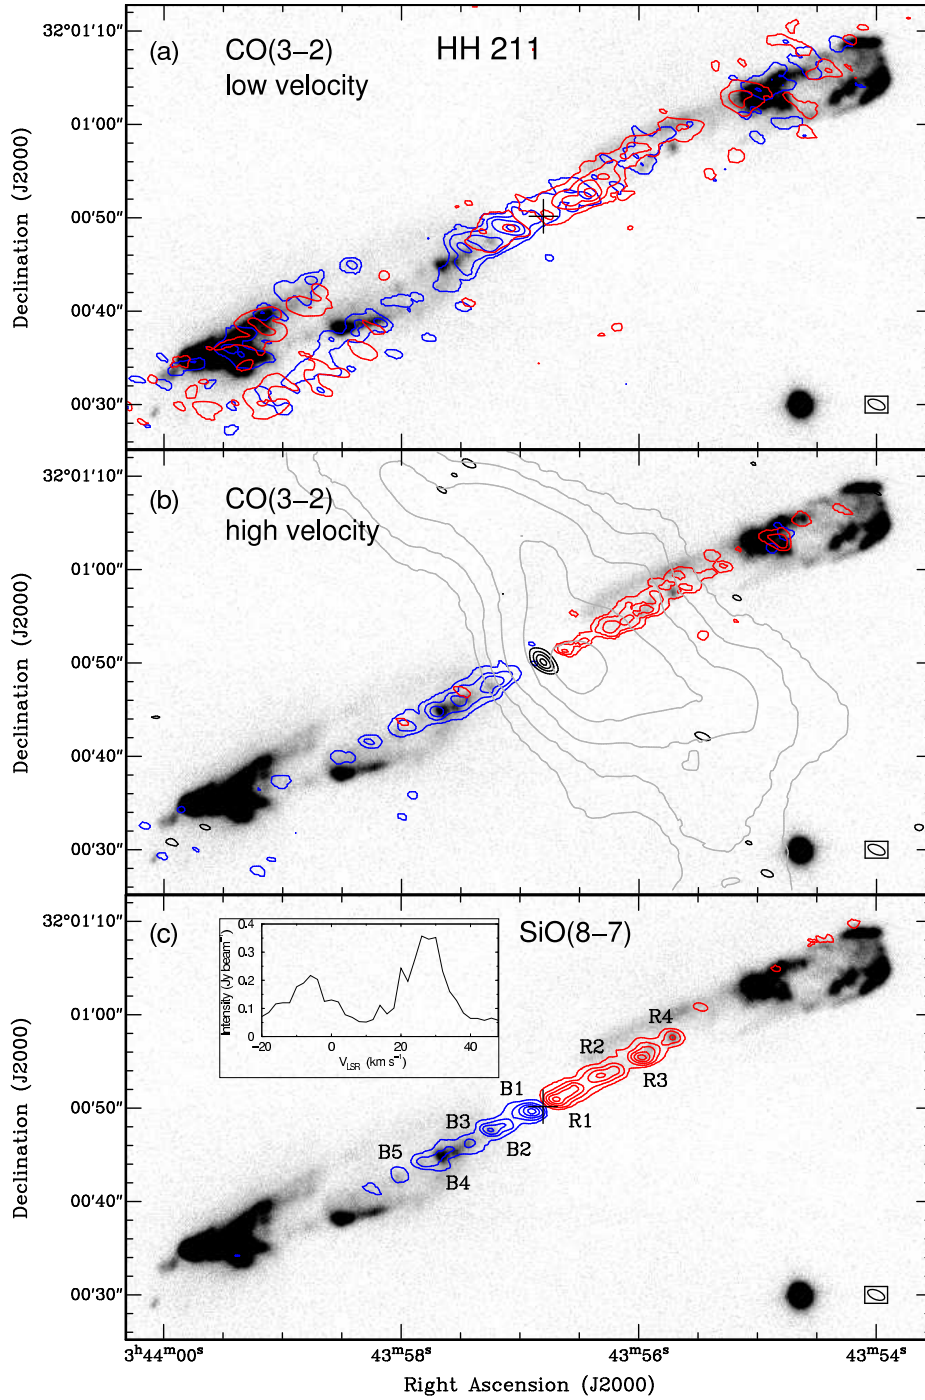 (a) CO(3−2) HH 211
low velocity
32°01'10"
01'00"
00'50"
00'40"
00'30"
Declination (J2000)
(b) CO(3−2)
high velocity
32°01'10"
01'00"
00'50"
00'40"
00'30"
Declination (J2000)
(c) SiO(8−7)
32°01'10"
01'00"
00'50"
00'40"
00'30"
Declination (J2000)
0.4
0.3
0.2
0.1
0
Intensity (Jy beam⁻¹)
−20 0 20 40
V_LSR (km s⁻¹)
R4
R2
R3
B1
R1
B3
B2
B5
B4
3ʰ44ᵐ00ˢ 43ᵐ58ˢ 43ᵐ56ˢ 43ᵐ54ˢ
Right Ascension (J2000)